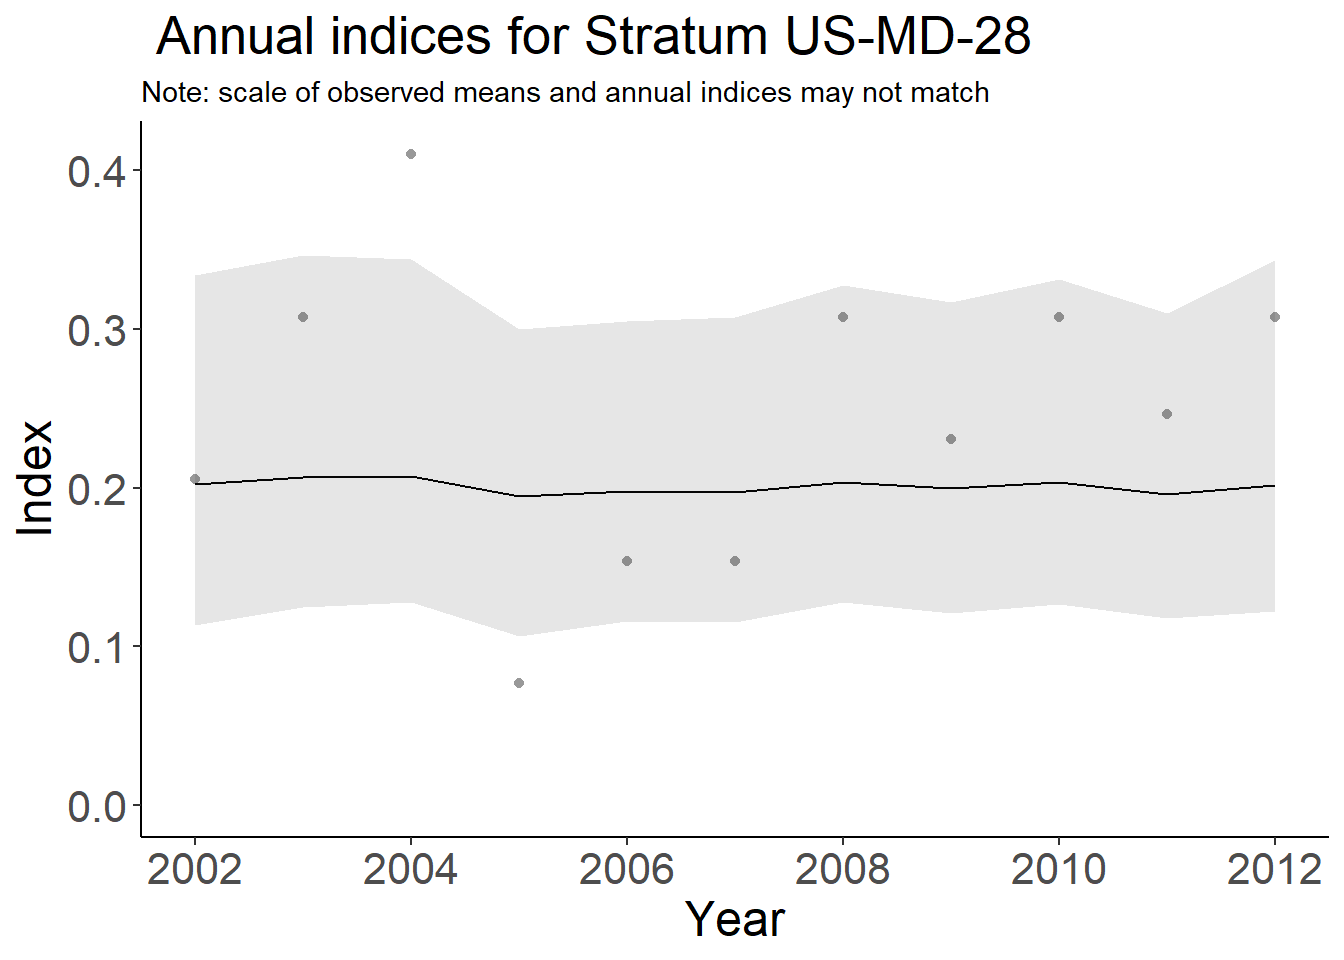 Annual indices for Stratum US-MD-28
Note: scale of observed means and annual indices may not match
Index
0.4
0.3
0.2
0.1
0.0
2002 2004 2006 2008 2010 2012
Year